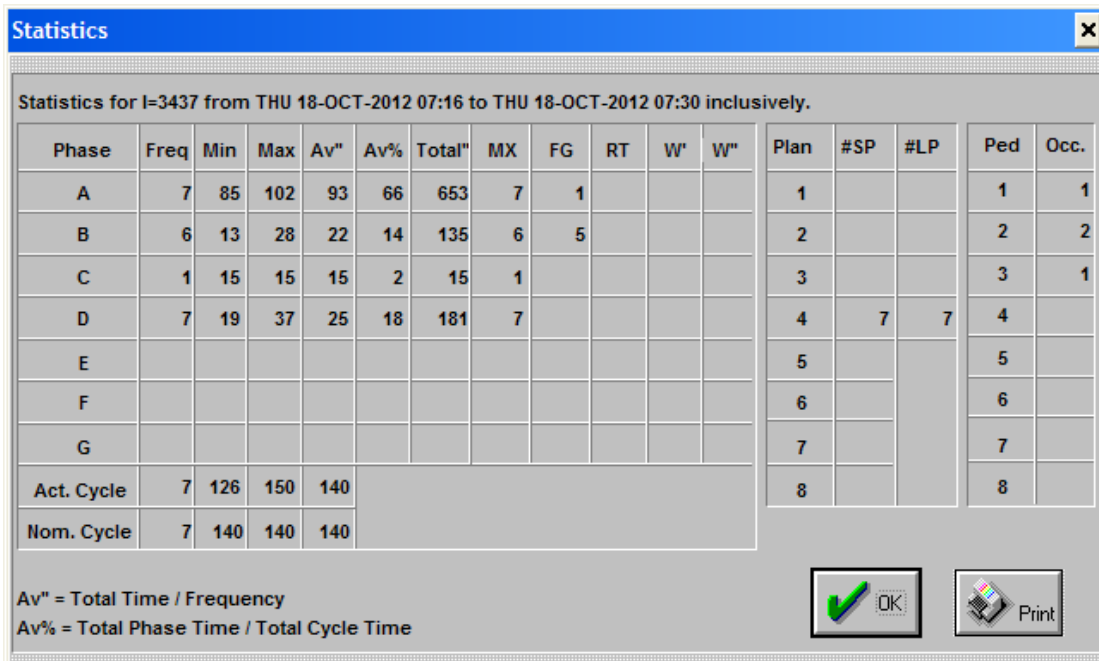 Statistics
Statistics for I=3437 from THU 18-OCT-2012 07:16 to THU 18-OCT-2012 07:30 inclusively.
Phase Freq Min Max Av" Av% Total" MX FG RT W' W" Plan #SP #LP Ped Occ.
A 7 85 102 93 66 653 7 1 1 1 1
B 6 13 28 22 14 135 6 5 2 2 2
C 1 15 15 15 2 15 1 3 3 1
D 7 19 37 25 18 181 7 4 7 7 4
E 5 5
F 6 6
G 7 7
Act. Cycle 7 126 150 140 8 8
Nom. Cycle 7 140 140 140
Av" = Total Time / Frequency
Av% = Total Phase Time / Total Cycle Time
OK
Print